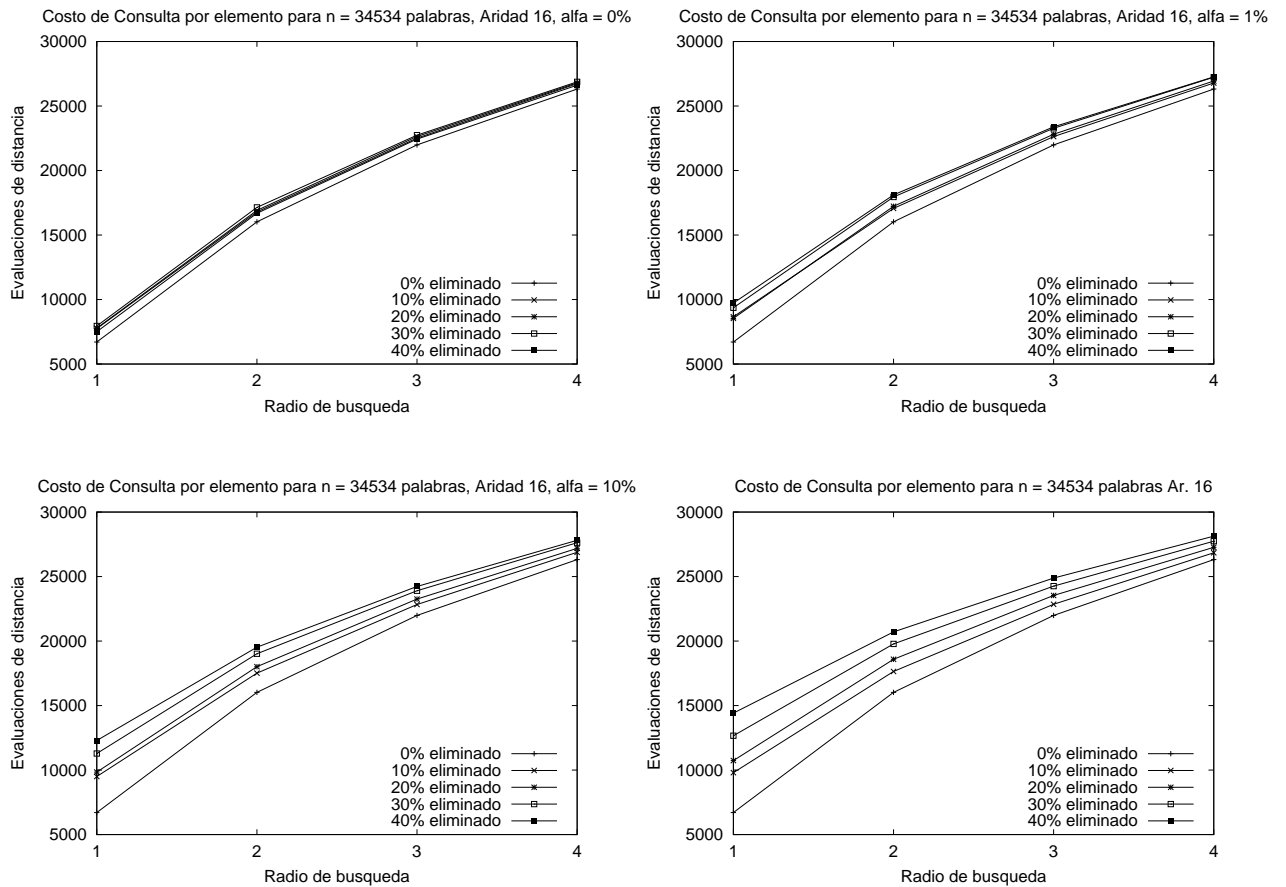 Costo de Consulta por elemento para n = 34534 palabras, Aridad 16, alfa = 0%
30000
25000
20000
15000
10000
5000
Evaluaciones de distancia
0% eliminado
10% eliminado
20% eliminado
30% eliminado
40% eliminado
1 2 3 4
Radio de busqueda
Costo de Consulta por elemento para n = 34534 palabras, Aridad 16, alfa = 1%
30000
25000
20000
15000
10000
5000
Evaluaciones de distancia
0% eliminado
10% eliminado
20% eliminado
30% eliminado
40% eliminado
1 2 3 4
Radio de busqueda
Costo de Consulta por elemento para n = 34534 palabras, Aridad 16, alfa = 10%
30000
25000
20000
15000
10000
5000
Evaluaciones de distancia
0% eliminado
10% eliminado
20% eliminado
30% eliminado
40% eliminado
1 2 3 4
Radio de busqueda
Costo de Consulta por elemento para n = 34534 palabras Ar. 16
30000
25000
20000
15000
10000
5000
Evaluaciones de distancia
0% eliminado
10% eliminado
20% eliminado
30% eliminado
40% eliminado
1 2 3 4
Radio de busqueda